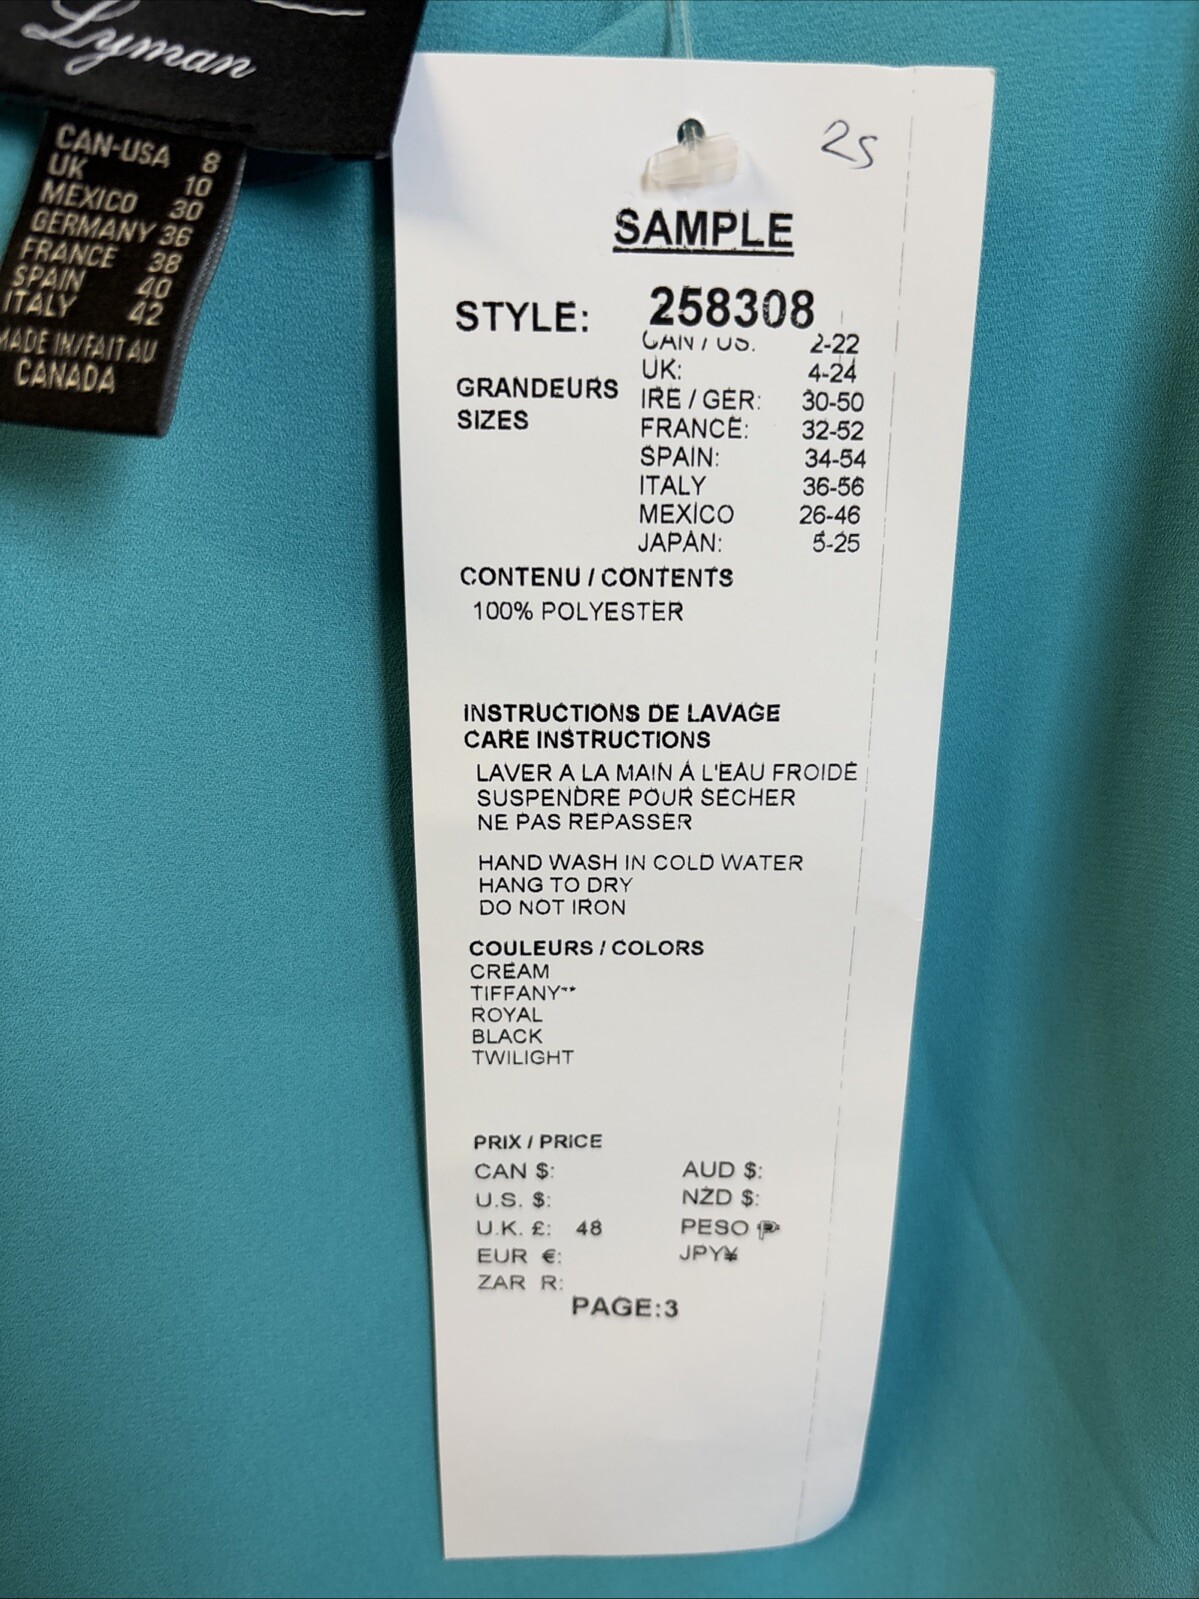 Lyman
CAN-USA 8
UK 10
MEXICO 30
GERMANY 36
FRANCE 38
SPAIN 40
ITALY 42
MADE IN/FAIT AU
CANADA
25
SAMPLE
STYLE: 258308
CAN / US: 2-22
UK: 4-24
GRANDEURS
SIZES
IRE / GER: 30-50
FRANCE: 32-52
SPAIN: 34-54
ITALY 36-56
MEXICO 26-46
JAPAN: 5-25
CONTENU / CONTENTS
100% POLYESTER
INSTRUCTIONS DE LAVAGE
CARE INSTRUCTIONS
LAVER A LA MAIN À L'EAU FROIDE
SUSPENDRE POUR SECHER
NE PAS REPASSER
HAND WASH IN COLD WATER
HANG TO DRY
DO NOT IRON
COULEURS / COLORS
CREAM
TIFFANY**
ROYAL
BLACK
TWILIGHT
PRIX / PRICE
CAN $: AUD $:
U.S. $: NZD $:
U.K. £: 48 PESO ₱
EUR €: JPY¥
ZAR R:
PAGE:3